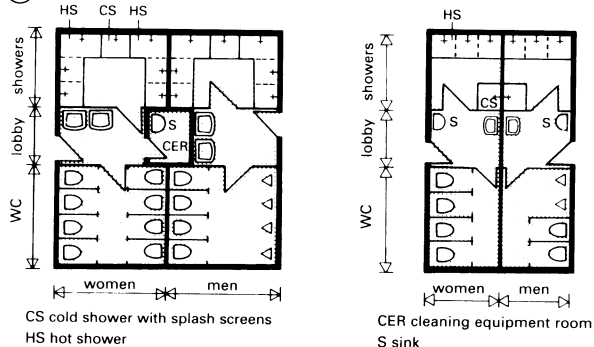 HS CS HS
HS
showers
lobby
WC
S
CER
women
men
CS cold shower with splash screens
HS hot shower
showers
lobby
WC
CS
S
S
women
men
CER cleaning equipment room
S sink